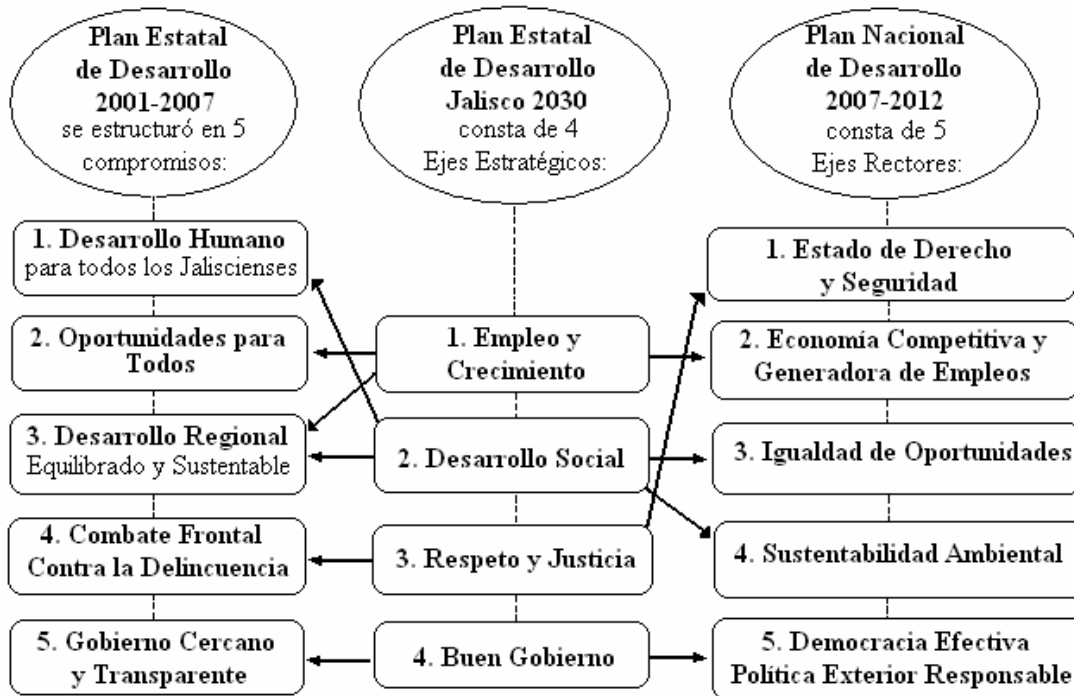 Plan Estatal
de Desarrollo
2001-2007
se estructuró en 5
compromisos:
1. Desarrollo Humano
para todos los Jaliscienses
2. Oportunidades para
Todos
3. Desarrollo Regional
Equilibrado y Sustentable
4. Combate Frontal
Contra la Delincuencia
5. Gobierno Cercano
y Transparente
Plan Estatal
de Desarrollo
Jalisco 2030
consta de 4
Ejes Estratégicos:
1. Empleo y
Crecimiento
2. Desarrollo Social
3. Respeto y Justicia
4. Buen Gobierno
Plan Nacional
de Desarrollo
2007-2012
consta de 5
Ejes Rectores:
1. Estado de Derecho
y Seguridad
2. Economía Competitiva y
Generadora de Empleos
3. Igualdad de Oportunidades
4. Sustentabilidad Ambiental
5. Democracia Efectiva
Política Exterior Responsable